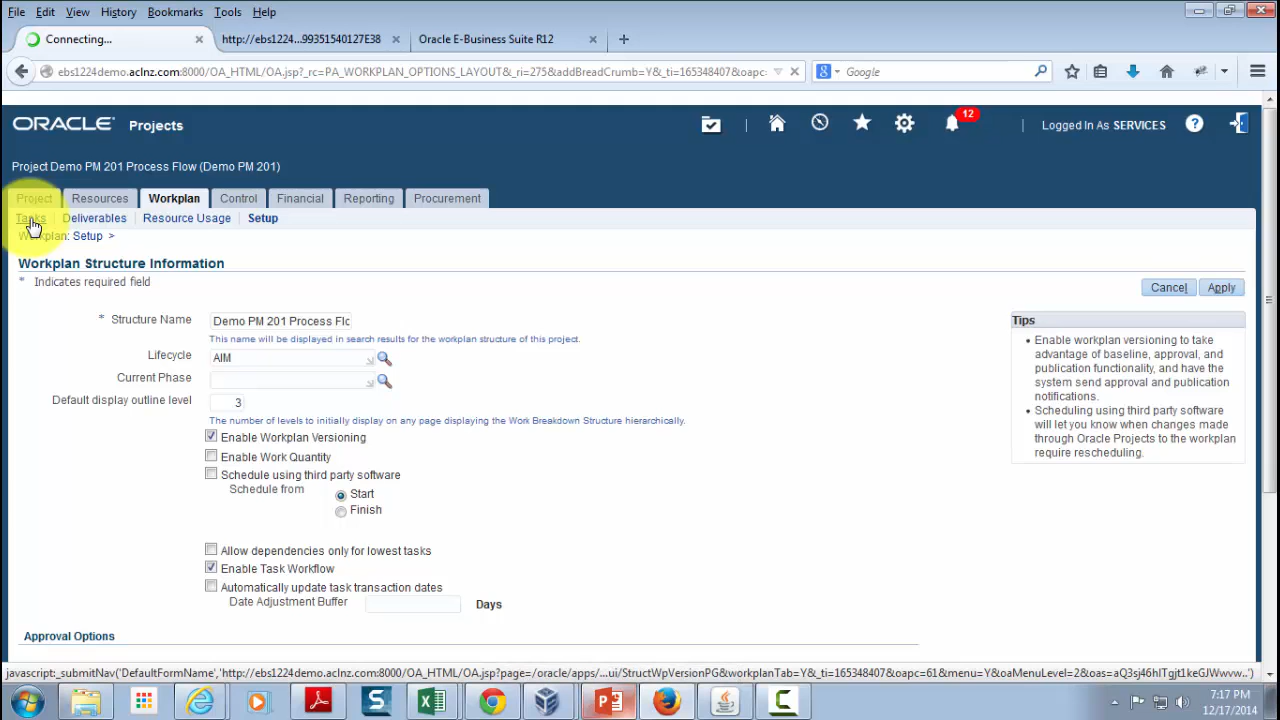 File Edit View History Bookmarks Tools Help
Connecting... http://ebs1224...99351540127E38 Oracle E-Business Suite R12
ebs1224demo.aclnz.com:8000/OA_HTML/OA.jsp?_rc=PA_WORKPLAN_OPTIONS_LAYOUT&_ri=275&addBreadCrumb=Y&_ti=165348407&oapc= Google
ORACLE Projects 12 Logged In As SERVICES ?
Project Demo PM 201 Process Flow (Demo PM 201)
Project Resources Workplan Control Financial Reporting Procurement
Tasks Deliverables Resource Usage Setup
Workplan: Setup >
Workplan Structure Information
* Indicates required field
Cancel Apply
* Structure Name Demo PM 201 Process Flo
This name will be displayed in search results for the workplan structure of this project.
Lifecycle AIM
Current Phase
Default display outline level 3
The number of levels to initially display on any page displaying the Work Breakdown Structure hierarchically.
Enable Workplan Versioning
Enable Work Quantity
Schedule using third party software
Schedule from Start
Finish
Allow dependencies only for lowest tasks
Enable Task Workflow
Automatically update task transaction dates
Date Adjustment Buffer Days
Approval Options
Tips
Enable workplan versioning to take
advantage of baseline, approval, and
publication functionality, and have the
system send approval and publication
notifications.
Scheduling using third party software
will let you know when changes made
through Oracle Projects to the workplan
require rescheduling.
7:17 PM
12/17/2014